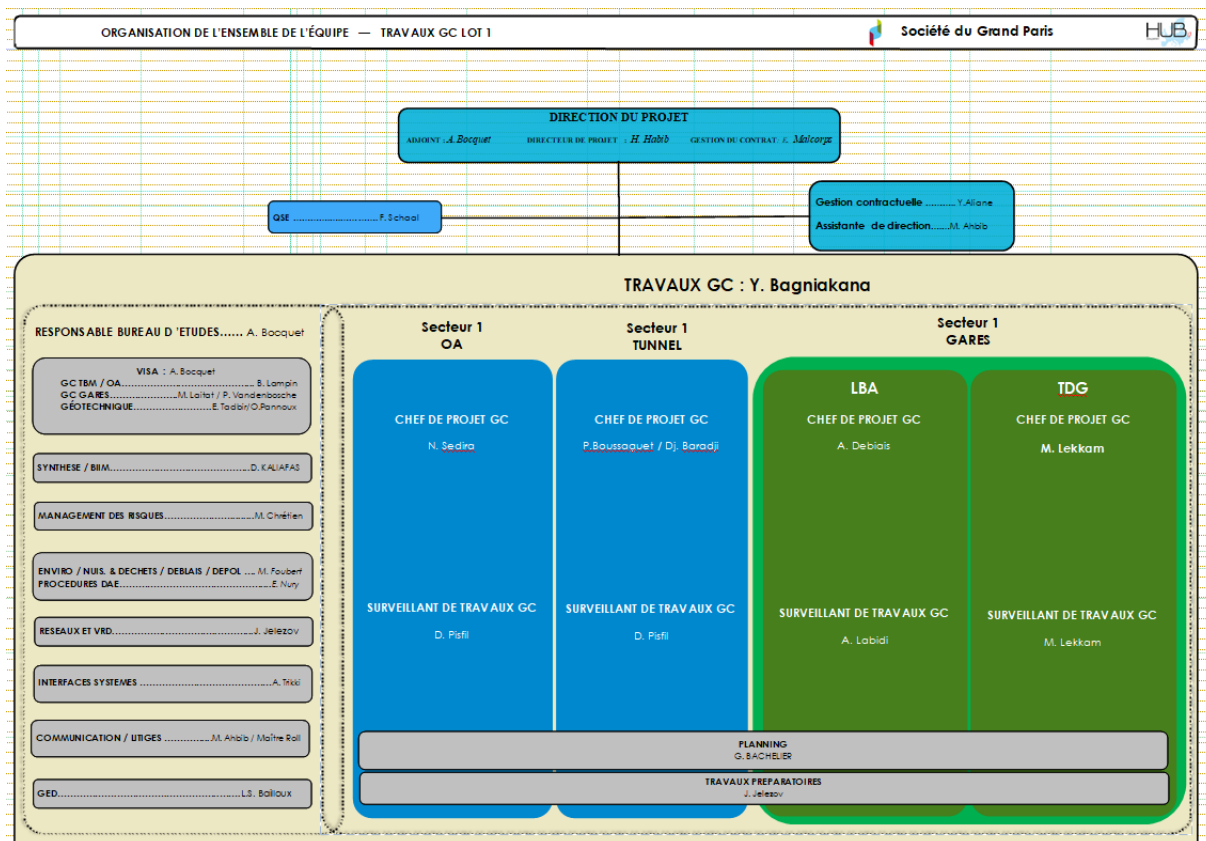 ORGANISATION DE L'ENSEMBLE DE L'ÉQUIPE — TRAVAUX GC LOT 1
Société du Grand Paris
HUB
DIRECTION DU PROJET
ADJOINT : A. Bocquet DIRECTEUR DE PROJET : H. Habib GESTION DU CONTRAT: E. Malcorpx
QSE .............................. F. Schaal
Gestion contractuelle .......... Y.Aliane
Assistante de direction......M. Ahbib
TRAVAUX GC : Y. Bagniakana
RESPONSABLE BUREAU D 'ETUDES...... A. Bocquet
VISA : A. Bocquet
GC TBM / OA..............................B. Lampin
GC GARES....................M. Laitat / P. Vandenbosche
GÉOTECHNIQUE..........................E. Tadbir/O.Pannoux
SYNTHESE / BIIM..............................D. KALIAFAS
MANAGEMENT DES RISQUES..............................M. Chrétien
ENVIRO / NUIS. & DECHETS / DEBLAIS / DEPOL .... M. Foubert
PROCEDURES DAE..............................E. Nury
RESEAUX ET VRD..............................J. Jelezov
INTERFACES SYSTEMES ..............................A. Trikki
COMMUNICATION / LITIGES ................M. Ahbib / Maître Roll
GED..............................L.S. Bailloux
Secteur 1
OA
CHEF DE PROJET GC
N. Sedira
SURVEILLANT DE TRAVAUX GC
D. Pisfil
Secteur 1
TUNNEL
CHEF DE PROJET GC
P.Boussaguet / Dj. Baradji
SURVEILLANT DE TRAVAUX GC
D. Pisfil
Secteur 1
GARES
LBA
CHEF DE PROJET GC
A. Debiais
SURVEILLANT DE TRAVAUX GC
A. Labidi
TDG
CHEF DE PROJET GC
M. Lekkam
SURVEILLANT DE TRAVAUX GC
M. Lekkam
PLANNING
G. BACHELIER
TRAVAUX PREPARATOIRES
J. Jelezov